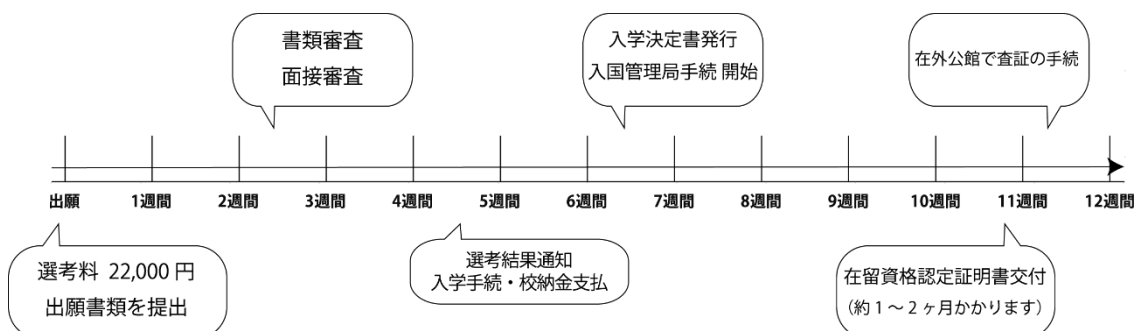 書類審査
面接審査
入学決定書発行
入国管理局手続 開始
在外公館で査証の手続
出願 1週間 2週間 3週間 4週間 5週間 6週間 7週間 8週間 9週間 10週間 11週間 12週間
選考料 22,000 円
出願書類を提出
選考結果通知
入学手続・校納金支払
在留資格認定証明書交付
(約 1 ～ 2 ヶ月かかります)